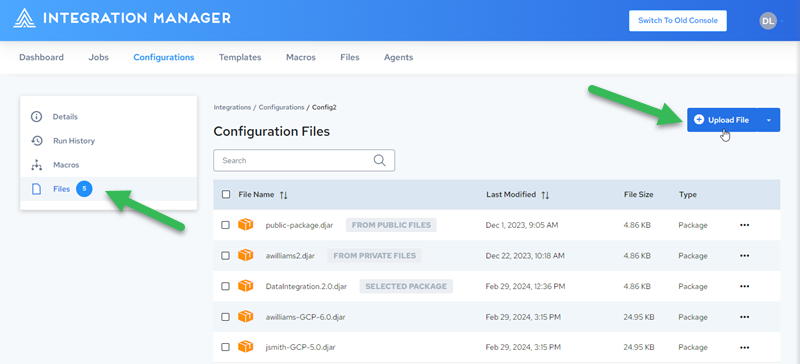 INTEGRATION MANAGER
Switch To Old Console
DL
Dashboard Jobs Configurations Templates Macros Files Agents
Details
Run History
Macros
Files 5
Integrations / Configurations / Config2
Configuration Files
Upload File
Search
File Name Last Modified File Size Type
public-package.djar FROM PUBLIC FILES Dec 1, 2023, 9:05 AM 4.86 KB Package
awilliams2.djar FROM PRIVATE FILES Dec 22, 2023, 10:18 AM 4.86 KB Package
DataIntegration.2.0.djar SELECTED PACKAGE Feb 29, 2024, 12:36 PM 4.86 KB Package
awilliams-GCP-6.0.djar Feb 29, 2024, 3:15 PM 24.95 KB Package
jsmith-GCP-5.0.djar Feb 29, 2024, 3:15 PM 24.95 KB Package